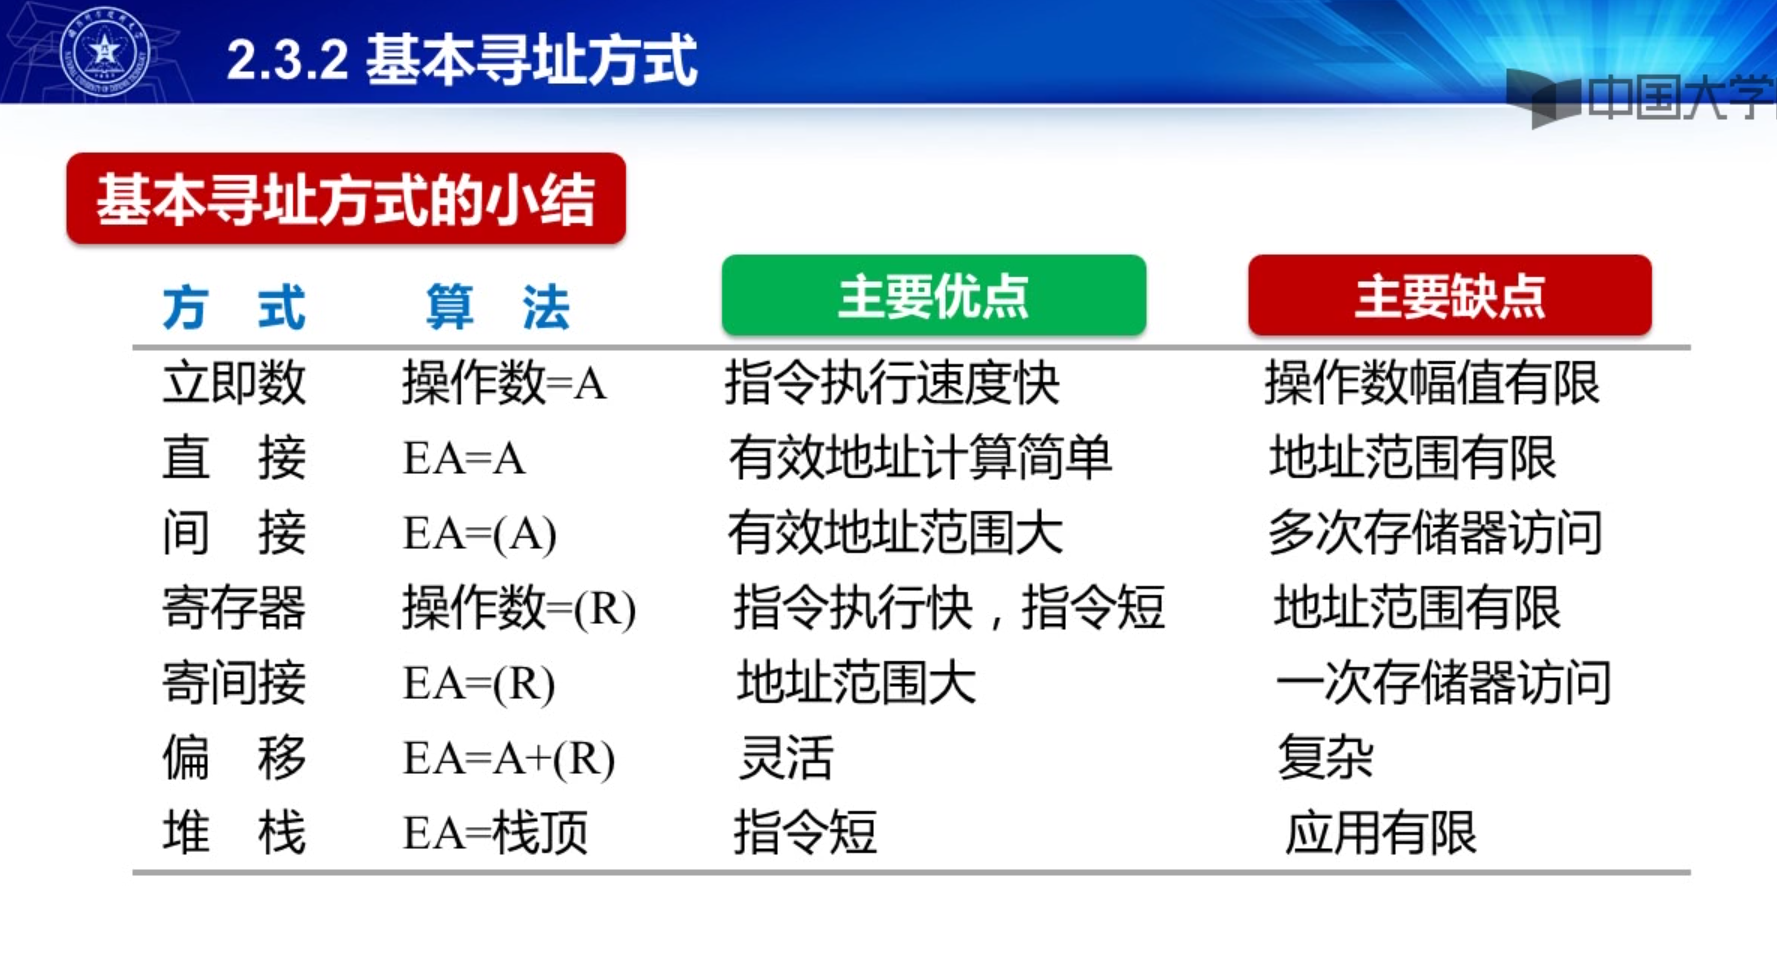 2.3.2 基本寻址方式
中国大学
基本寻址方式的小结
方 式 算 法 主要优点 主要缺点
立即数 操作数=A 指令执行速度快 操作数幅值有限
直 接 EA=A 有效地址计算简单 地址范围有限
间 接 EA=(A) 有效地址范围大 多次存储器访问
寄存器 操作数=(R) 指令执行快，指令短 地址范围有限
寄间接 EA=(R) 地址范围大 一次存储器访问
偏 移 EA=A+(R) 灵活 复杂
堆 栈 EA=栈顶 指令短 应用有限